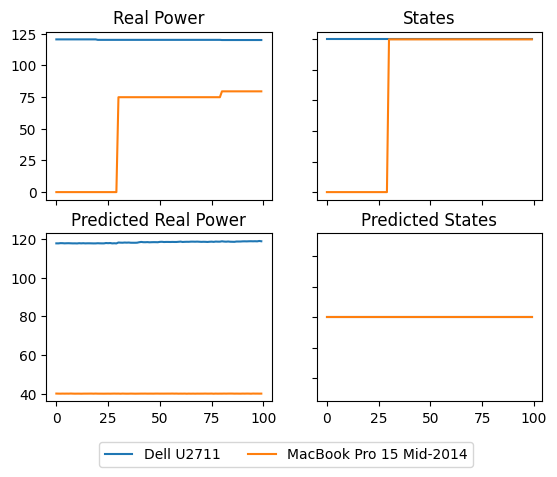 Real Power
States
125
100
75
50
25
0
Predicted Real Power
Predicted States
120
100
80
60
40
0 25 50 75 100
0 25 50 75 100
Dell U2711 MacBook Pro 15 Mid-2014